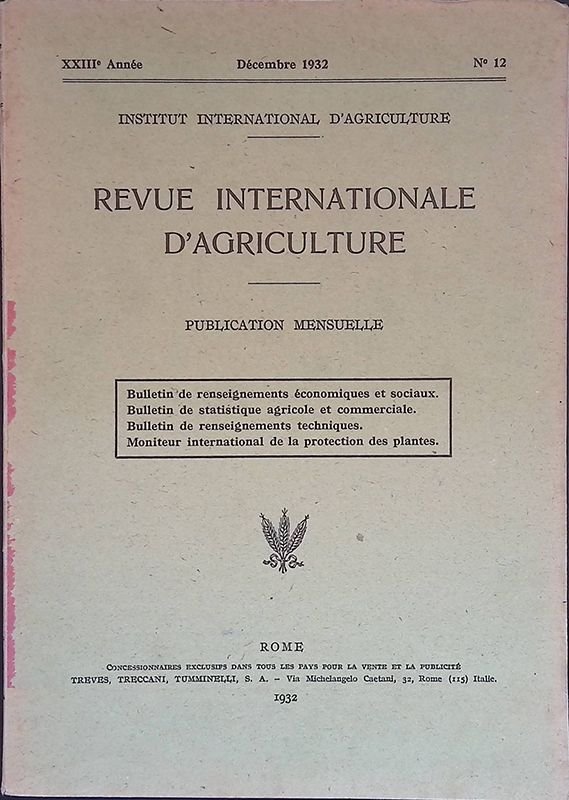 XXIIIᵉ Année Décembre 1932 Nº 12
INSTITUT INTERNATIONAL D'AGRICULTURE
REVUE INTERNATIONALE
D'AGRICULTURE
PUBLICATION MENSUELLE
Bulletin de renseignements économiques et sociaux.
Bulletin de statistique agricole et commerciale.
Bulletin de renseignements techniques.
Moniteur international de la protection des plantes.
ROME
CONCESSIONNAIRES EXCLUSIFS DANS TOUS LES PAYS POUR LA VENTE ET LA PUBLICITÉ
TREVES, TRECCANI, TUMMINELLI, S. A. – Via Michelangelo Caetani, 32, Rome (115) Italie.
1932